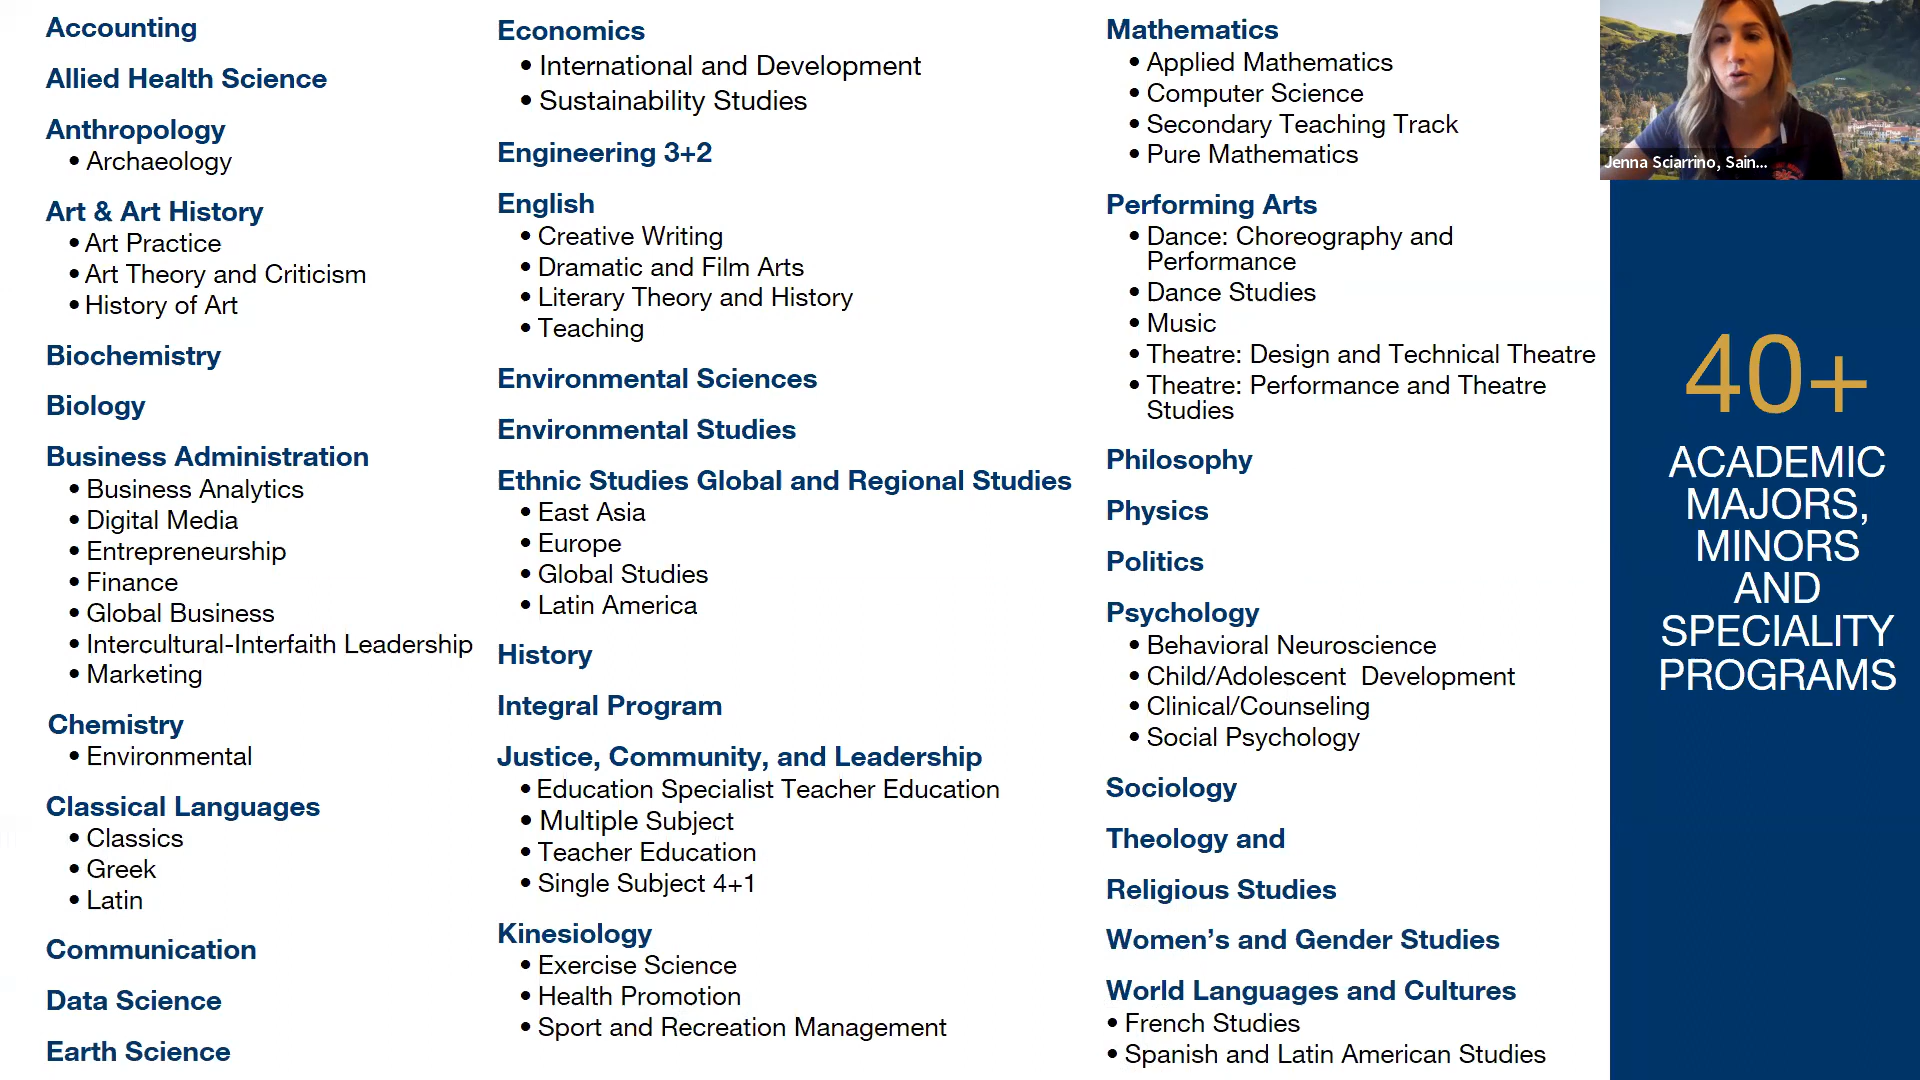 Accounting
Allied Health Science
Anthropology
• Archaeology
Art & Art History
• Art Practice
• Art Theory and Criticism
• History of Art
Biochemistry
Biology
Business Administration
• Business Analytics
• Digital Media
• Entrepreneurship
• Finance
• Global Business
• Intercultural-Interfaith Leadership
• Marketing
Chemistry
• Environmental
Classical Languages
• Classics
• Greek
• Latin
Communication
Data Science
Earth Science
Economics
• International and Development
• Sustainability Studies
Engineering 3+2
English
• Creative Writing
• Dramatic and Film Arts
• Literary Theory and History
• Teaching
Environmental Sciences
Environmental Studies
Ethnic Studies Global and Regional Studies
• East Asia
• Europe
• Global Studies
• Latin America
History
Integral Program
Justice, Community, and Leadership
• Education Specialist Teacher Education
• Multiple Subject
• Teacher Education
• Single Subject 4+1
Kinesiology
• Exercise Science
• Health Promotion
• Sport and Recreation Management
Mathematics
• Applied Mathematics
• Computer Science
• Secondary Teaching Track
• Pure Mathematics
Performing Arts
• Dance: Choreography and
Performance
• Dance Studies
• Music
• Theatre: Design and Technical Theatre
• Theatre: Performance and Theatre
Studies
Philosophy
Physics
Politics
Psychology
• Behavioral Neuroscience
• Child/Adolescent  Development
• Clinical/Counseling
• Social Psychology
Sociology
Theology and
Religious Studies
Women’s and Gender Studies
World Languages and Cultures
• French Studies
• Spanish and Latin American Studies
Jenna Sciarrino, Sain...
40+
ACADEMIC
MAJORS,
MINORS
AND
SPECIALITY
PROGRAMS